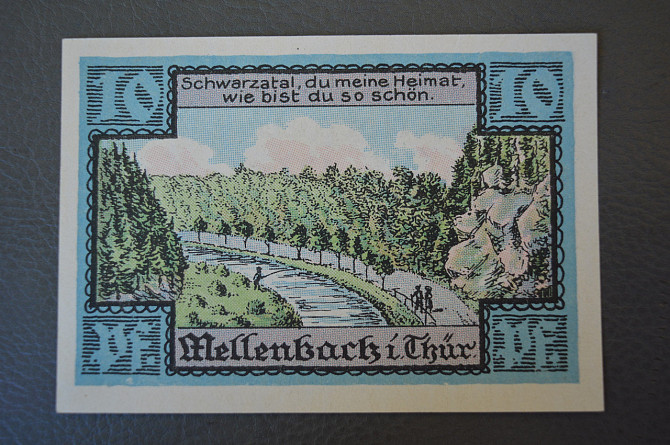 10 10
Schwarzatal, du meine Heimat,
wie bist du so schön.
Mellenbach i. Thür.
Pf. Pf.